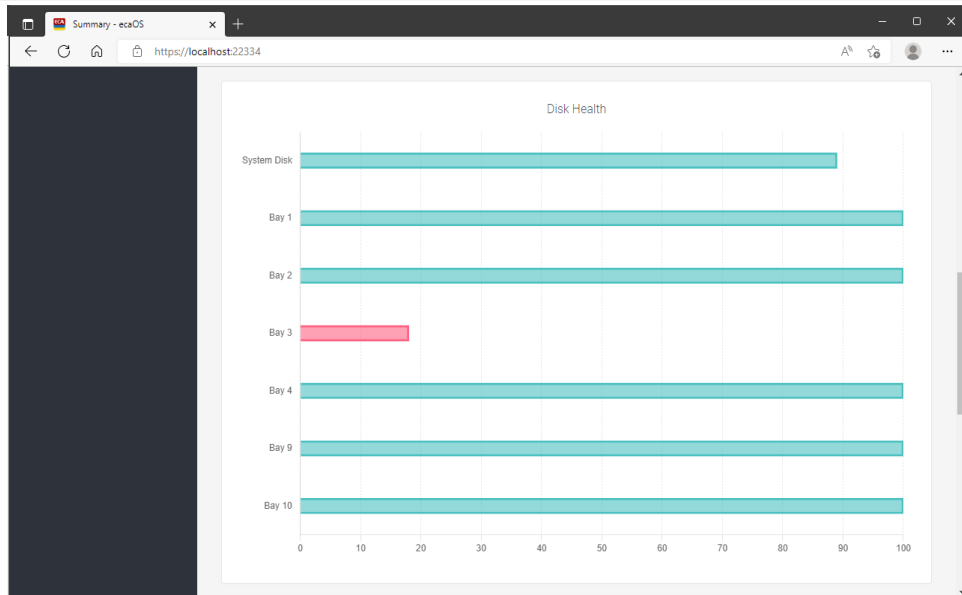 ECA Summary - ecaOS
https://localhost:22334
Disk Health
System Disk
Bay 1
Bay 2
Bay 3
Bay 4
Bay 9
Bay 10
0 10 20 30 40 50 60 70 80 90 100